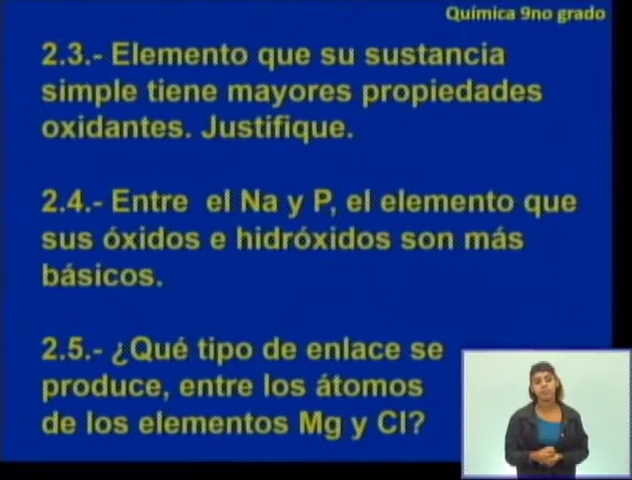 Química 9no grado
2.3.- Elemento que su sustancia
simple tiene mayores propiedades
oxidantes. Justifique.
2.4.- Entre el Na y P, el elemento que
sus óxidos e hidróxidos son más
básicos.
2.5.- ¿Qué tipo de enlace se
produce, entre los átomos
de los elementos Mg y Cl?